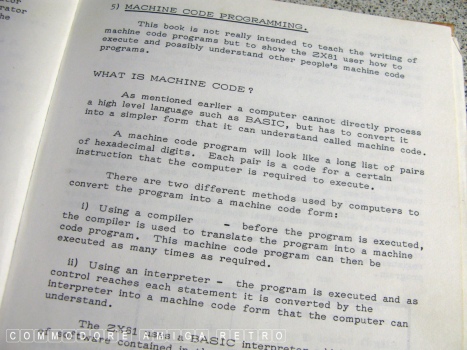 5) MACHINE CODE PROGRAMMING.
This book is not really intended to teach the writing of
machine code programs but to show the ZX81 user how to
execute and possibly understand other people's machine code
programs.
WHAT IS MACHINE CODE?
As mentioned earlier a computer cannot directly process
a high level language such as BASIC, but has to convert it
into a simpler form that it can understand called machine code.
A machine code program will look like a long list of pairs
of hexadecimal digits. Each pair is a code for a certain
instruction that the computer is required to execute.
There are two different methods used by computers to
convert the program into a machine code form:
i) Using a compiler - before the program is executed,
the compiler is used to translate the program into a machine
code program. This machine code program can then be
executed as many times as required.
ii) Using an interpreter - the program is executed and as
control reaches each statement it is converted by the
interpreter into a machine code form that the computer can
understand.
The ZX81 uses a BASIC
COMMODORE AMIGA RETRO
contained in the